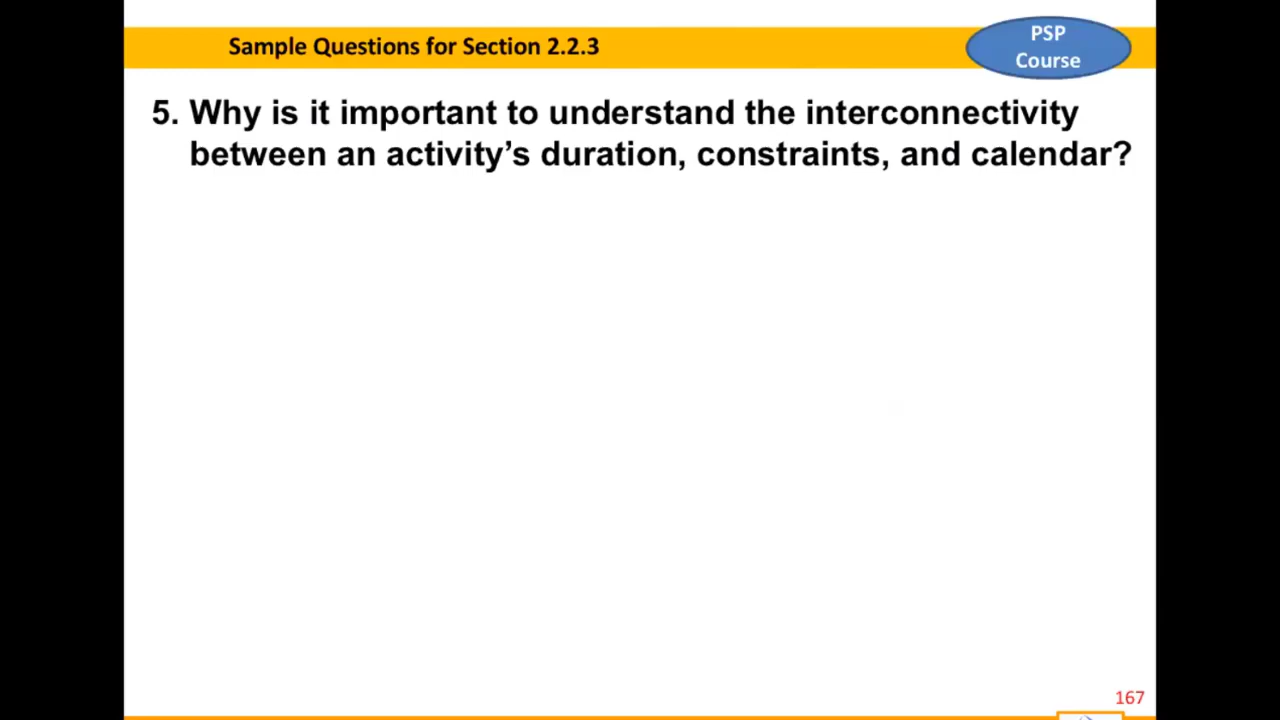 Sample Questions for Section 2.2.3
PSP
Course
5. Why is it important to understand the interconnectivity
between an activity’s duration, constraints, and calendar?
167